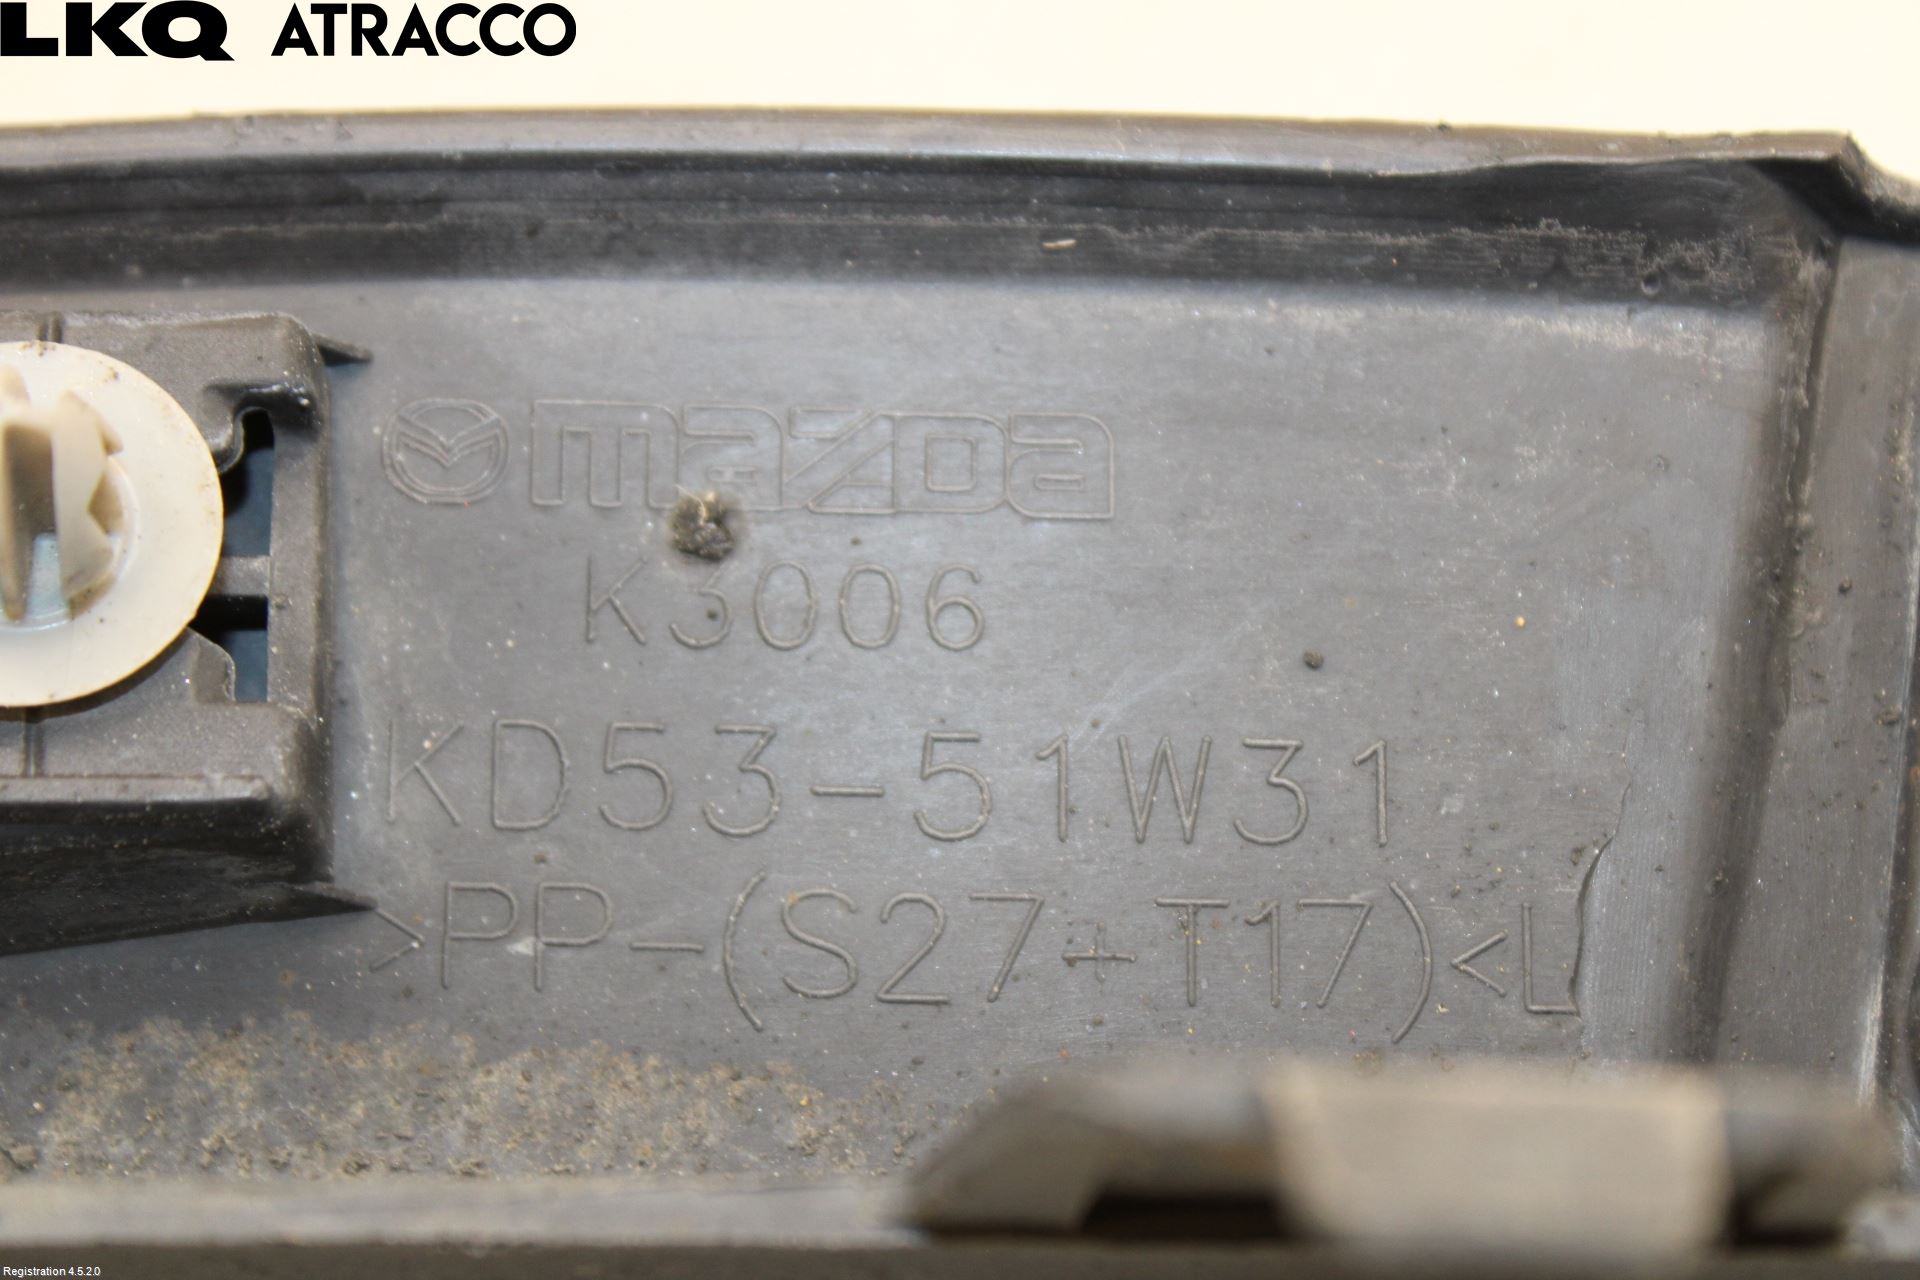 LKQ ATRACCO
mazda
K3006
KD53-51W31
>PP-(S27+T17)<L
Registration 4.5.2.0